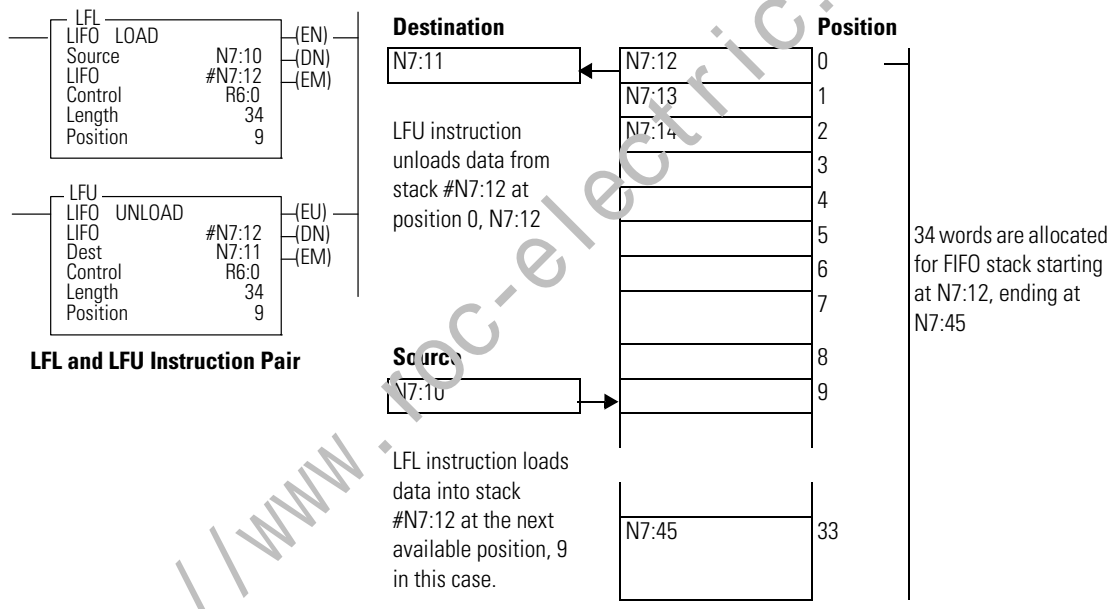 LFL
LIFO LOAD
Source N7:10
LIFO #N7:12
Control R6:0
Length 34
Position 9
(EN)
(DN)
(EM)
LFU
LIFO UNLOAD
LIFO #N7:12
Dest N7:11
Control R6:0
Length 34
Position 9
(EU)
(DN)
(EM)
LFL and LFU Instruction Pair
Destination
N7:11
LFU instruction
unloads data from
stack #N7:12 at
position 0, N7:12
Source
N7:10
LFL instruction loads
data into stack
#N7:12 at the next
available position, 9
in this case.
Position
N7:12 0
N7:13 1
N7:14 2
3
4
5
6
7
8
9
N7:45 33
34 words are allocated
for FIFO stack starting
at N7:12, ending at
N7:45
//www.roc-electric.